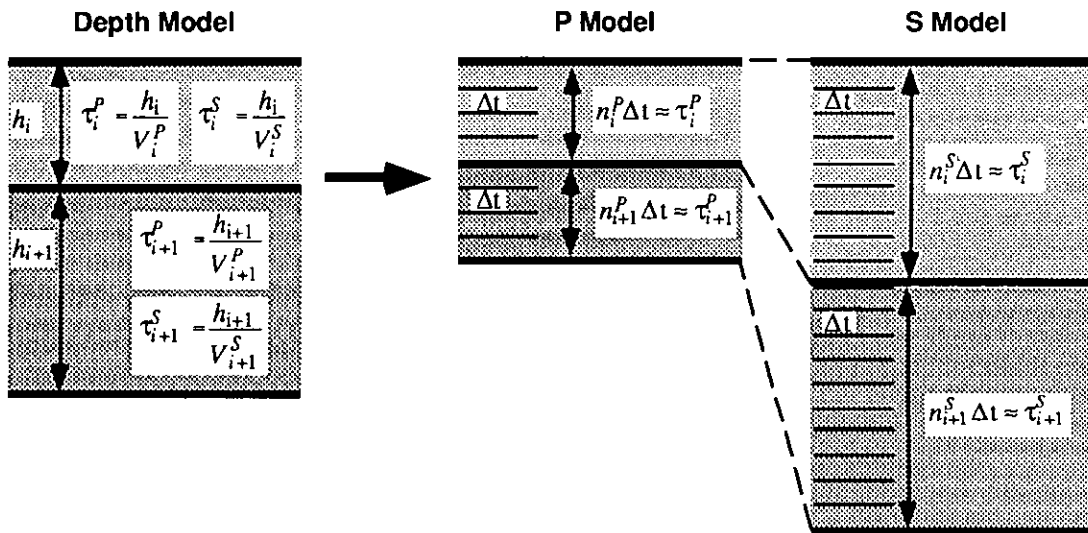 Depth Model
P Model
S Model
h_i
τ_i^P = h_i / V_i^P
τ_i^S = h_i / V_i^S
h_{i+1}
τ_{i+1}^P = h_{i+1} / V_{i+1}^P
τ_{i+1}^S = h_{i+1} / V_{i+1}^S
Δt
n_i^P Δt ≈ τ_i^P
Δt
n_{i+1}^P Δt ≈ τ_{i+1}^P
Δt
n_i^S Δt ≈ τ_i^S
Δt
n_{i+1}^S Δt ≈ τ_{i+1}^S